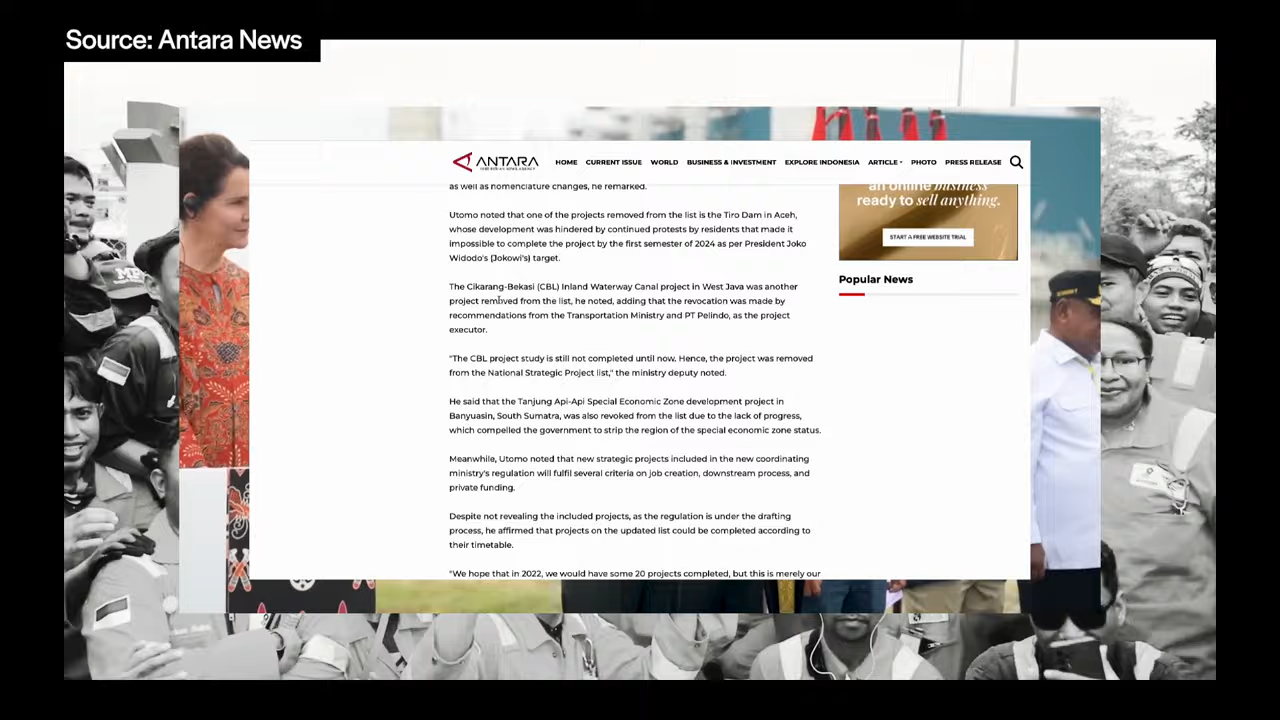 Source: Antara News
ANTARA
HOME CURRENT ISSUE WORLD BUSINESS & INVESTMENT EXPLORE INDONESIA ARTICLE PHOTO PRESS RELEASE
as well as nomenclature changes, he remarked.
Utomo noted that one of the projects removed from the list is the Tiro Dam in Aceh,
whose development was hindered by continued protests by residents that made it
impossible to complete the project by the first semester of 2024 as per President Joko
Widodo's (Jokowi's) target.
The Cikarang-Bekasi (CBL) Inland Waterway Canal project in West Java was another
project removed from the list, he noted, adding that the revocation was made by
recommendations from the Transportation Ministry and PT Pelindo, as the project
executor.
"The CBL project study is still not completed until now. Hence, the project was removed
from the National Strategic Project list," the ministry deputy noted.
He said that the Tanjung Api-Api Special Economic Zone development project in
Banyuasin, South Sumatra, was also revoked from the list due to the lack of progress,
which compelled the government to strip the region of the special economic zone status.
Meanwhile, Utomo noted that new strategic projects included in the new coordinating
ministry's regulation will fulfil several criteria on job creation, downstream process, and
private funding.
Despite not revealing the included projects, as the regulation is under the drafting
process, he affirmed that projects on the updated list could be completed according to
their timetable.
"We hope that in 2022, we would have some 20 projects completed, but this is merely our
an online business
ready to sell anything.
START A FREE WEBSITE TRIAL
Popular News